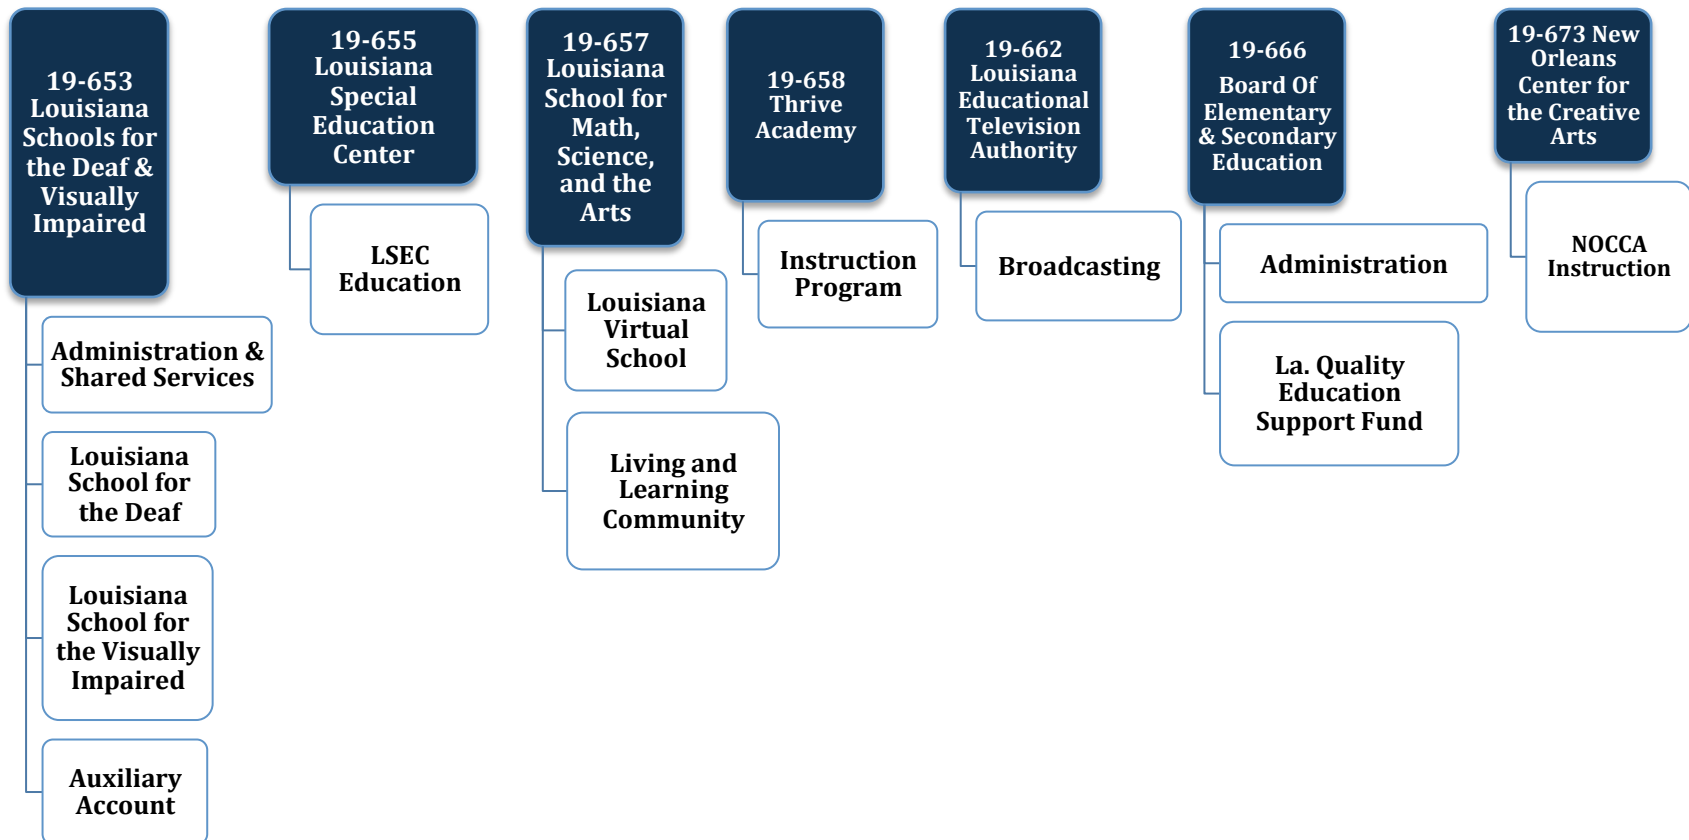 19-653
Louisiana
Schools for
the Deaf &
Visually
Impaired
Administration &
Shared Services
Louisiana
School for
the Deaf
Louisiana
School for
the Visually
Impaired
Auxiliary
Account
19-655
Louisiana
Special
Education
Center
LSEC
Education
19-657
Louisiana
School for
Math,
Science,
and the
Arts
Louisiana
Virtual
School
Living and
Learning
Community
19-658
Thrive
Academy
Instruction
Program
19-662
Louisiana
Educational
Television
Authority
Broadcasting
19-666
Board Of
Elementary
& Secondary
Education
Administration
La. Quality
Education
Support Fund
19-673 New
Orleans
Center for
the Creative
Arts
NOCCA
Instruction